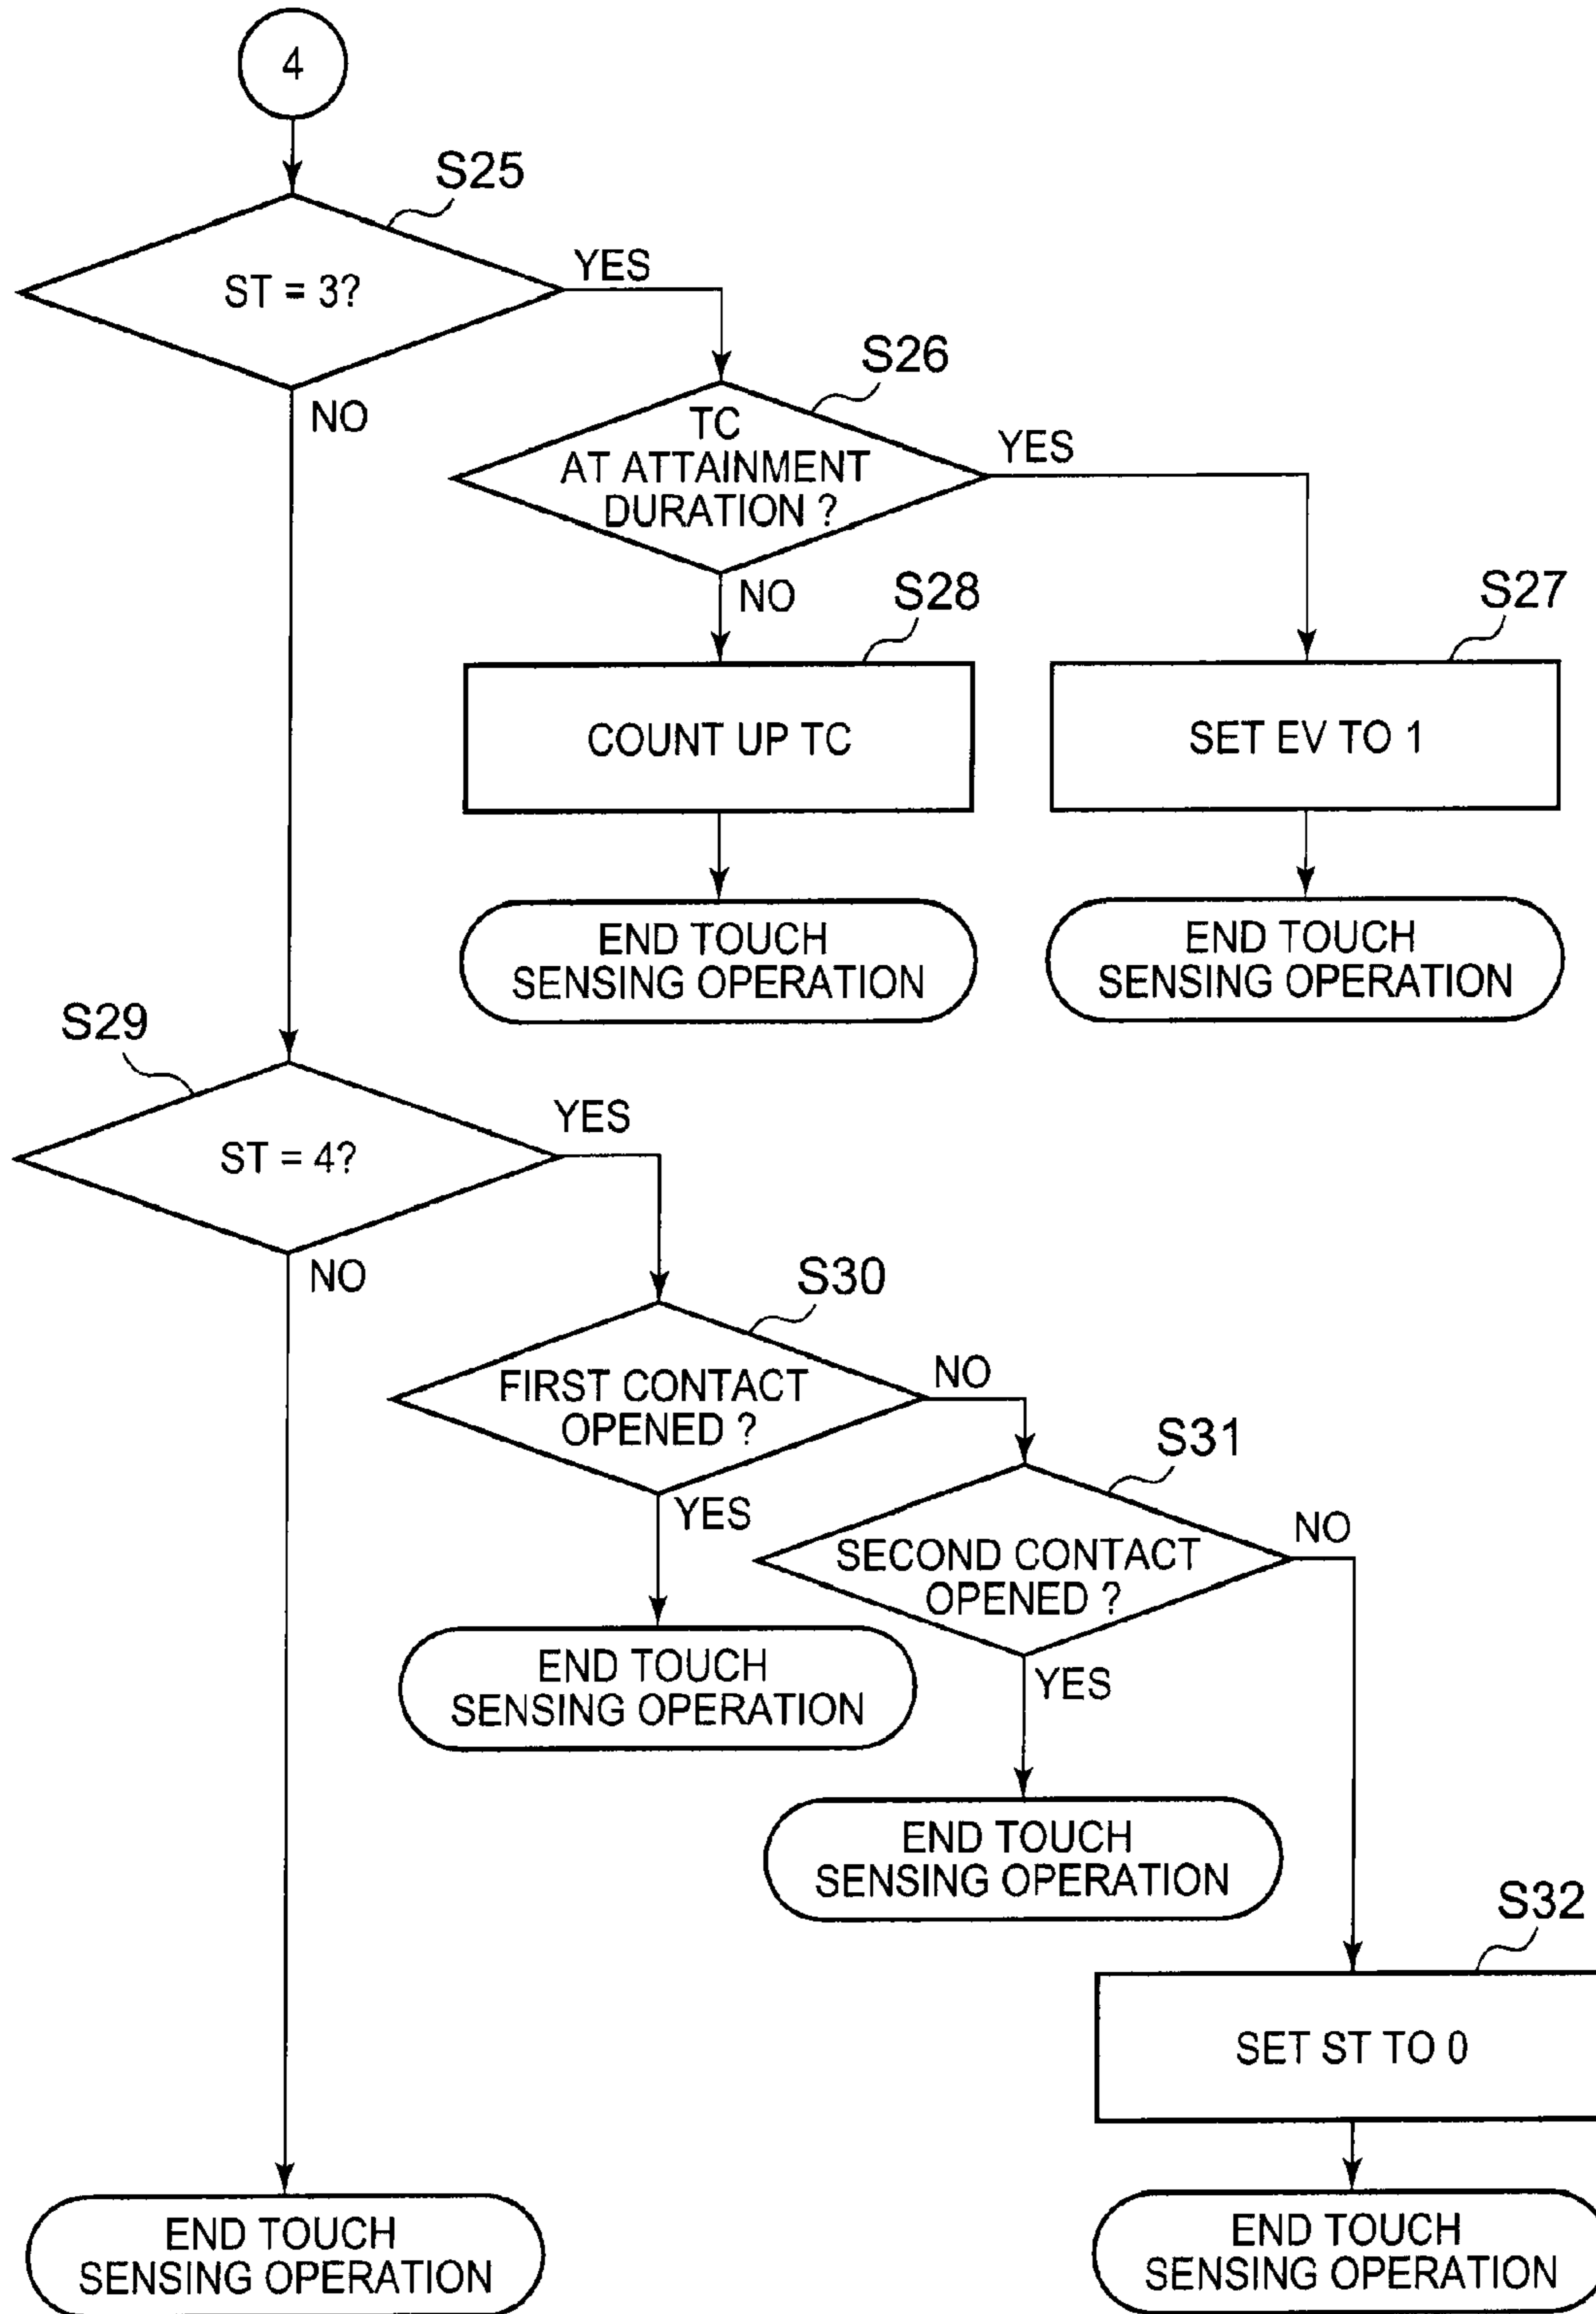 4
S25
ST = 3?
YES
NO
S26
TC
AT ATTAINMENT
DURATION ?
YES
NO
S28
COUNT UP TC
S27
SET EV TO 1
END TOUCH
SENSING OPERATION
END TOUCH
SENSING OPERATION
S29
ST = 4?
YES
NO
S30
FIRST CONTACT
OPENED ?
NO
YES
S31
SECOND CONTACT
OPENED ?
NO
YES
END TOUCH
SENSING OPERATION
END TOUCH
SENSING OPERATION
S32
SET ST TO 0
END TOUCH
SENSING OPERATION
END TOUCH
SENSING OPERATION